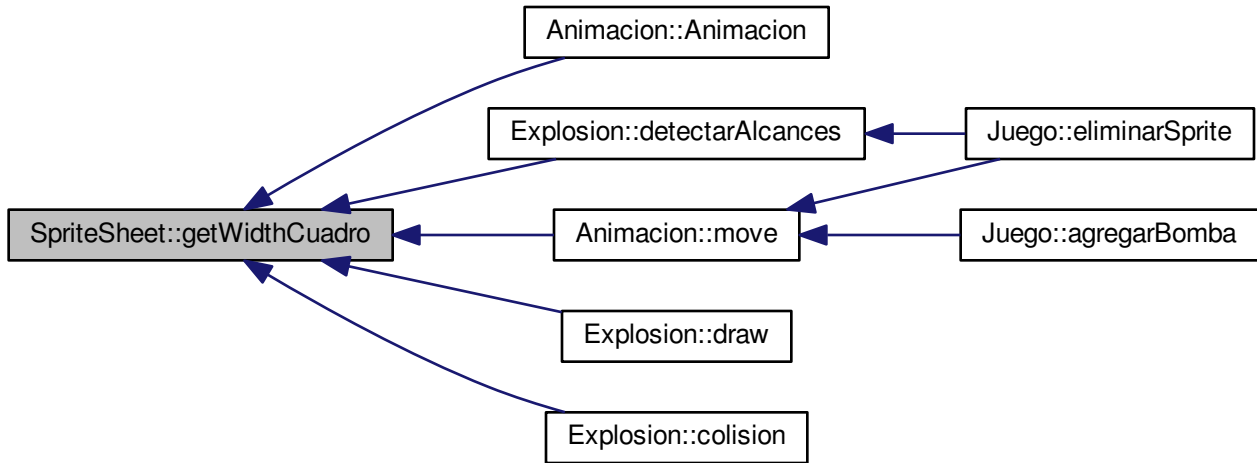 Animacion::Animacion
Explosion::detectarAlcances
Juego::eliminarSprite
SpriteSheet::getWidthCuadro
Animacion::move
Juego::agregarBomba
Explosion::draw
Explosion::colision